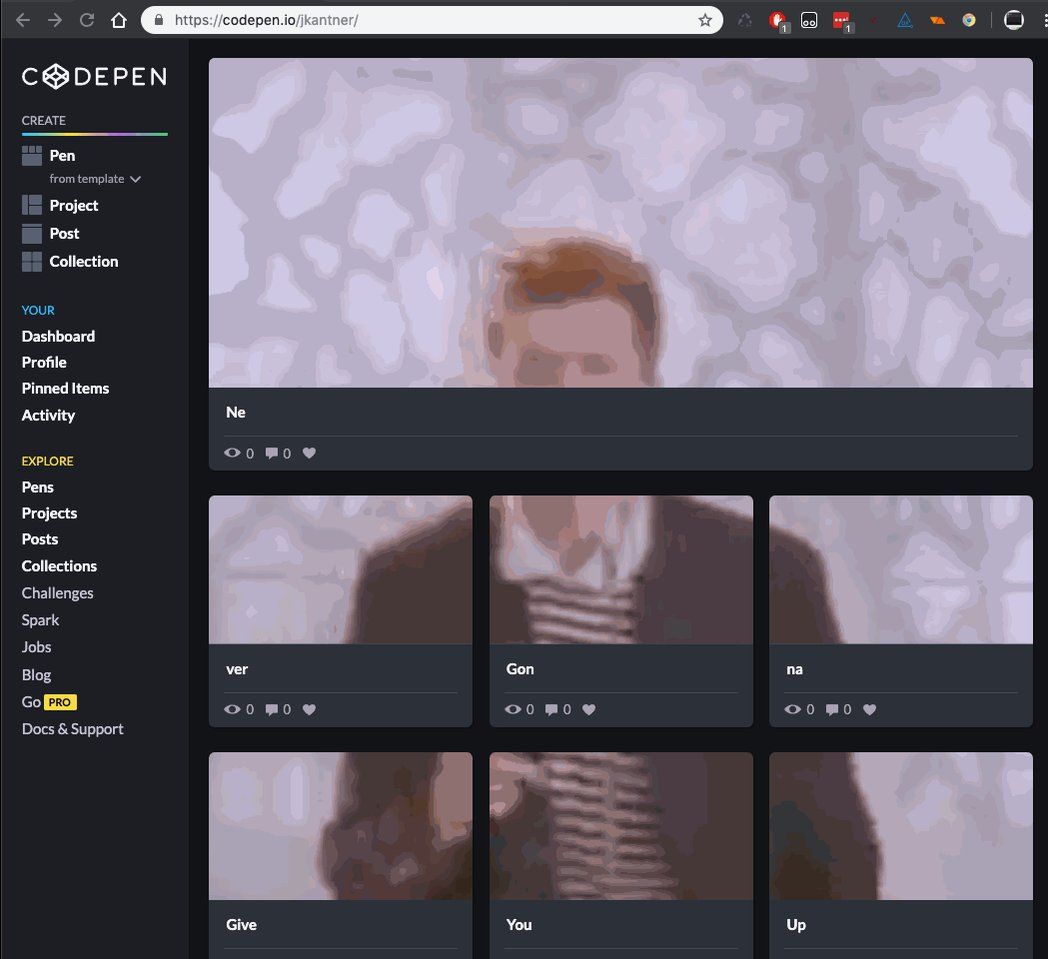 https://codepen.io/jkantner/
1
1
CODEPEN
CREATE
Pen
from template
Project
Post
Collection
YOUR
Dashboard
Profile
Pinned Items
Activity
EXPLORE
Pens
Projects
Posts
Collections
Challenges
Spark
Jobs
Blog
Go PRO
Docs & Support
Ne
0 0
ver
0 0
Gon
0 0
na
0 0
Give
You
Up